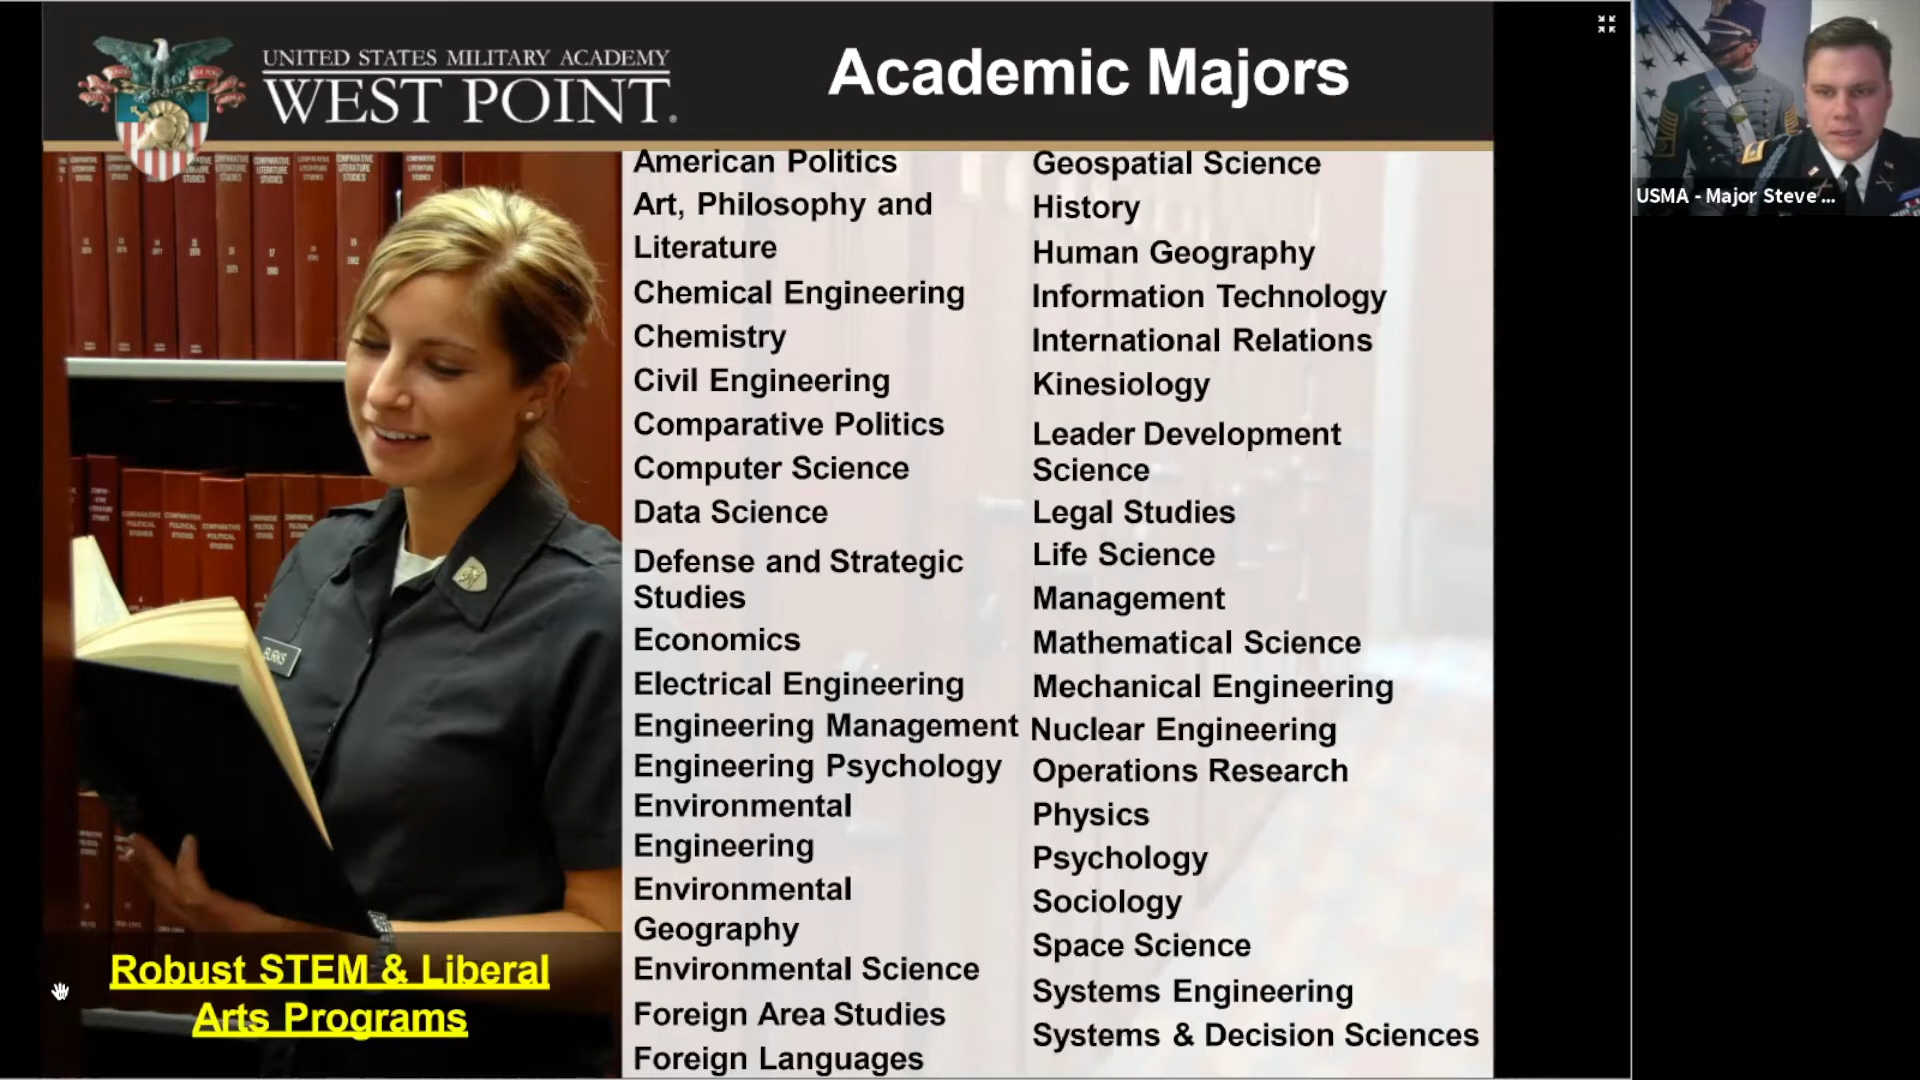 UNITED STATES MILITARY ACADEMY
WEST POINT®
Academic Majors
American Politics
Art, Philosophy and
Literature
Chemical Engineering
Chemistry
Civil Engineering
Comparative Politics
Computer Science
Data Science
Defense and Strategic
Studies
Economics
Electrical Engineering
Engineering Management
Engineering Psychology
Environmental
Engineering
Environmental
Geography
Environmental Science
Foreign Area Studies
Foreign Languages
Geospatial Science
History
Human Geography
Information Technology
International Relations
Kinesiology
Leader Development
Science
Legal Studies
Life Science
Management
Mathematical Science
Mechanical Engineering
Nuclear Engineering
Operations Research
Physics
Psychology
Sociology
Space Science
Systems Engineering
Systems & Decision Sciences
BURKS
Robust STEM & Liberal
Arts Programs
USMA - Major Steve ...